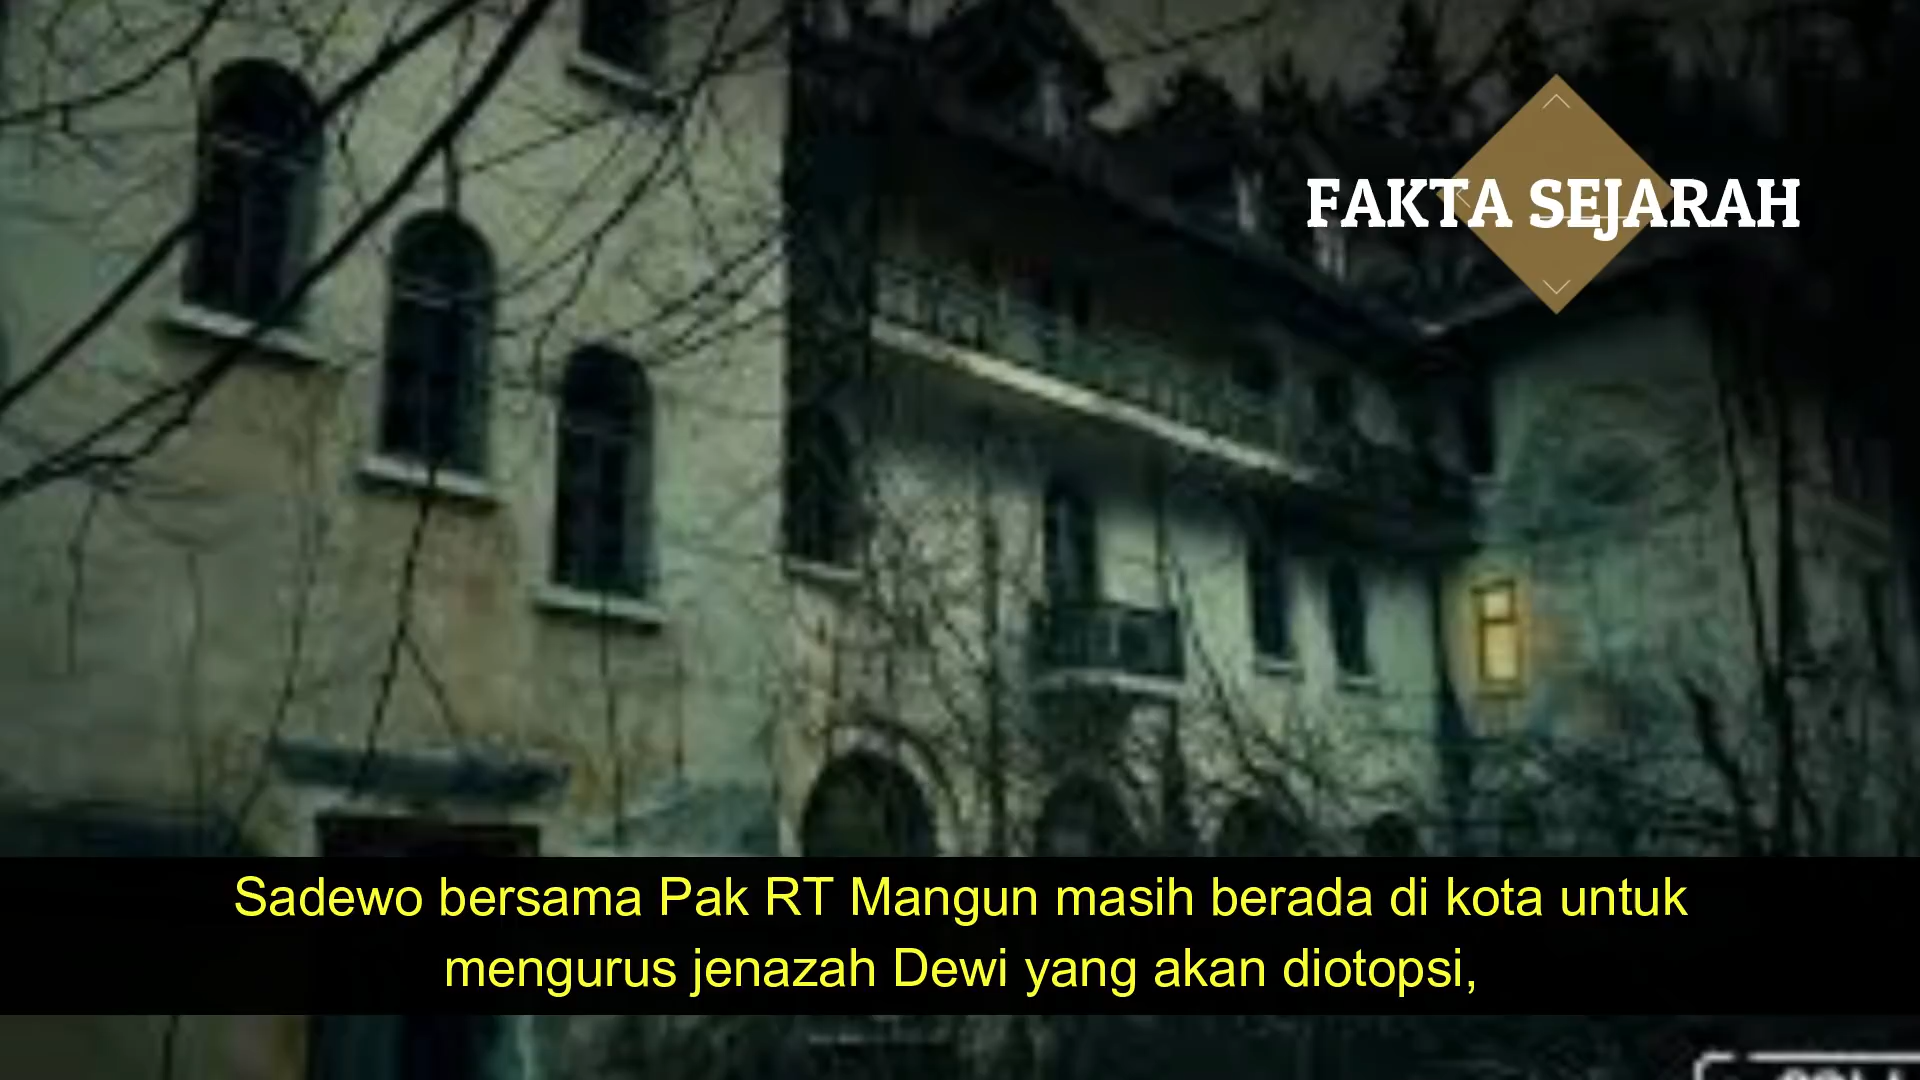 FAKTA SEJARAH
Sadewo bersama Pak RT Mangun masih berada di kota untuk
mengurus jenazah Dewi yang akan diotopsi,